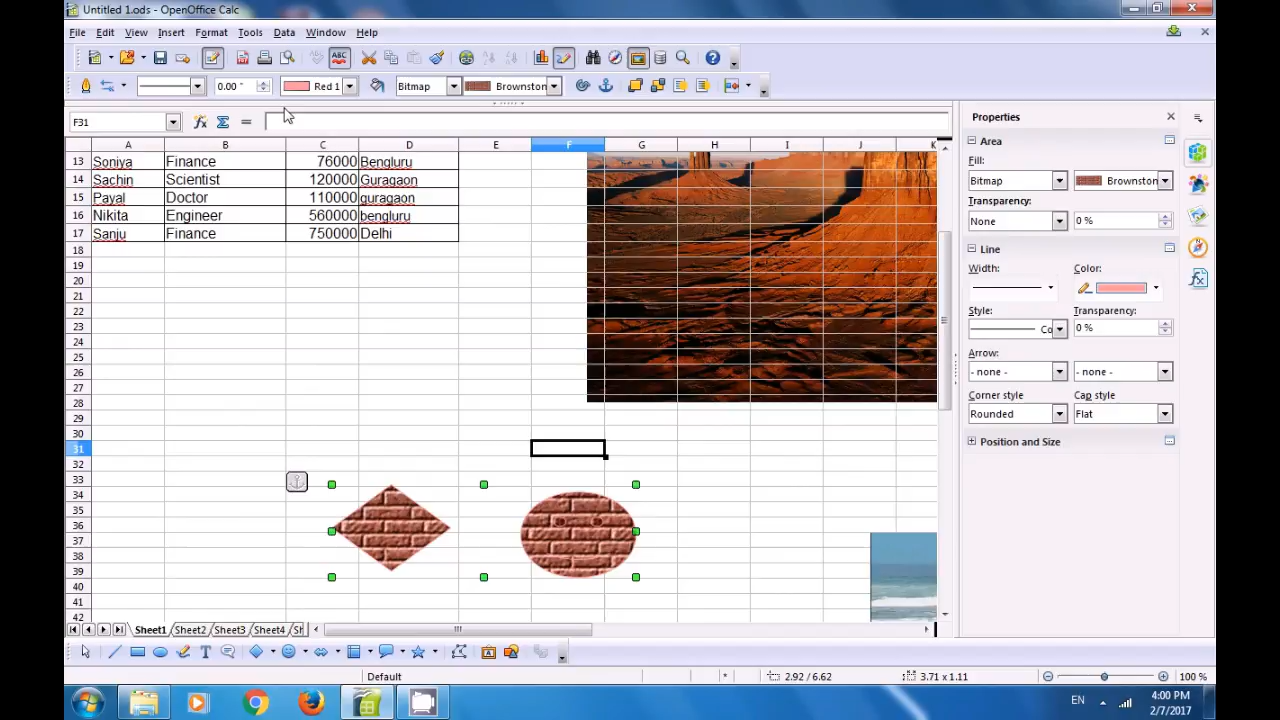 Untitled 1.ods - OpenOffice Calc
File Edit View Insert Format Tools Data Window Help
0.00 ° Red 1 Bitmap Brownston
F31
Properties
A B C D E F G H I J K
Area
Fill:
Bitmap Brownston
Transparency:
None 0 %
Line
Width: Color:
Style: Transparency:
Co 0 %
Arrow:
- none - - none -
Corner style Cap style
Rounded Flat
Position and Size
13 Soniya Finance 76000 Bengluru
14 Sachin Scientist 120000 Guragaon
15 Payal Doctor 110000 guragaon
16 Nikita Engineer 560000 bengluru
17 Sanju Finance 750000 Delhi
18
19
20
21
22
23
24
25
26
27
28
29
30
31
32
33
34
35
36
37
38
39
40
41
42
Sheet1 Sheet2 Sheet3 Sheet4 Sh
Default * 2.92 / 6.62 3.71 x 1.11 100 %
EN 4:00 PM
2/7/2017